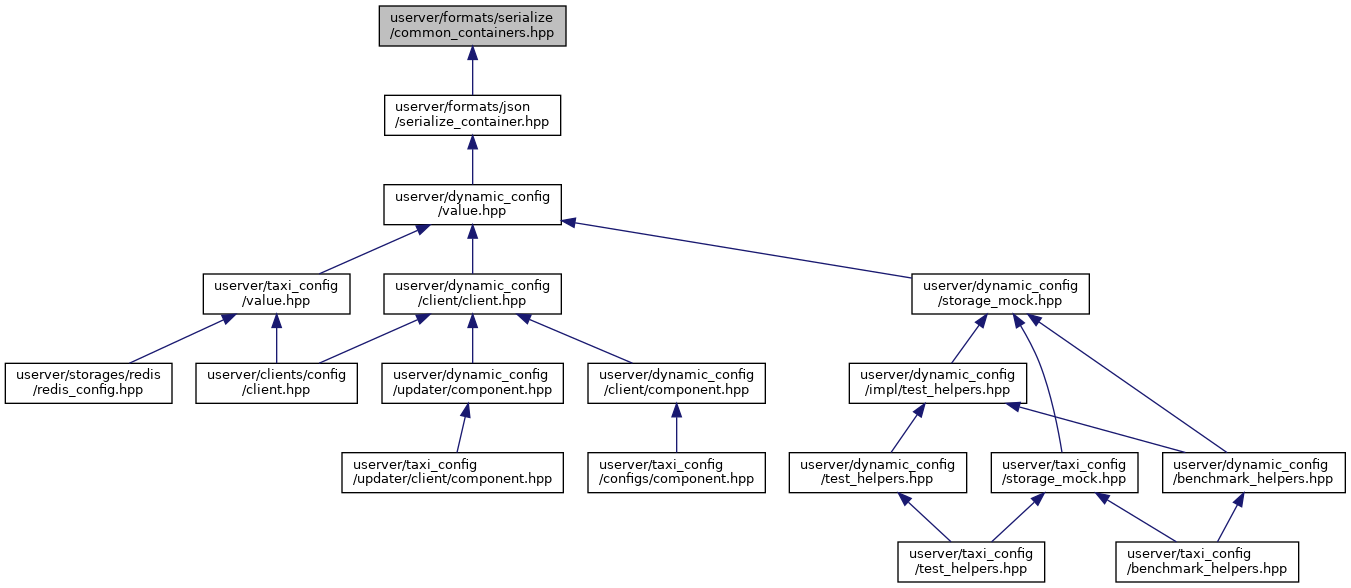 userver/formats/serialize
/common_containers.hpp
userver/formats/json
/serialize_container.hpp
userver/dynamic_config
/value.hpp
userver/taxi_config
/value.hpp
userver/dynamic_config
/client/client.hpp
userver/dynamic_config
/storage_mock.hpp
userver/storages/redis
/redis_config.hpp
userver/clients/config
/client.hpp
userver/dynamic_config
/updater/component.hpp
userver/dynamic_config
/client/component.hpp
userver/dynamic_config
/impl/test_helpers.hpp
userver/taxi_config
/updater/client/component.hpp
userver/taxi_config
/configs/component.hpp
userver/dynamic_config
/test_helpers.hpp
userver/taxi_config
/storage_mock.hpp
userver/dynamic_config
/benchmark_helpers.hpp
userver/taxi_config
/test_helpers.hpp
userver/taxi_config
/benchmark_helpers.hpp